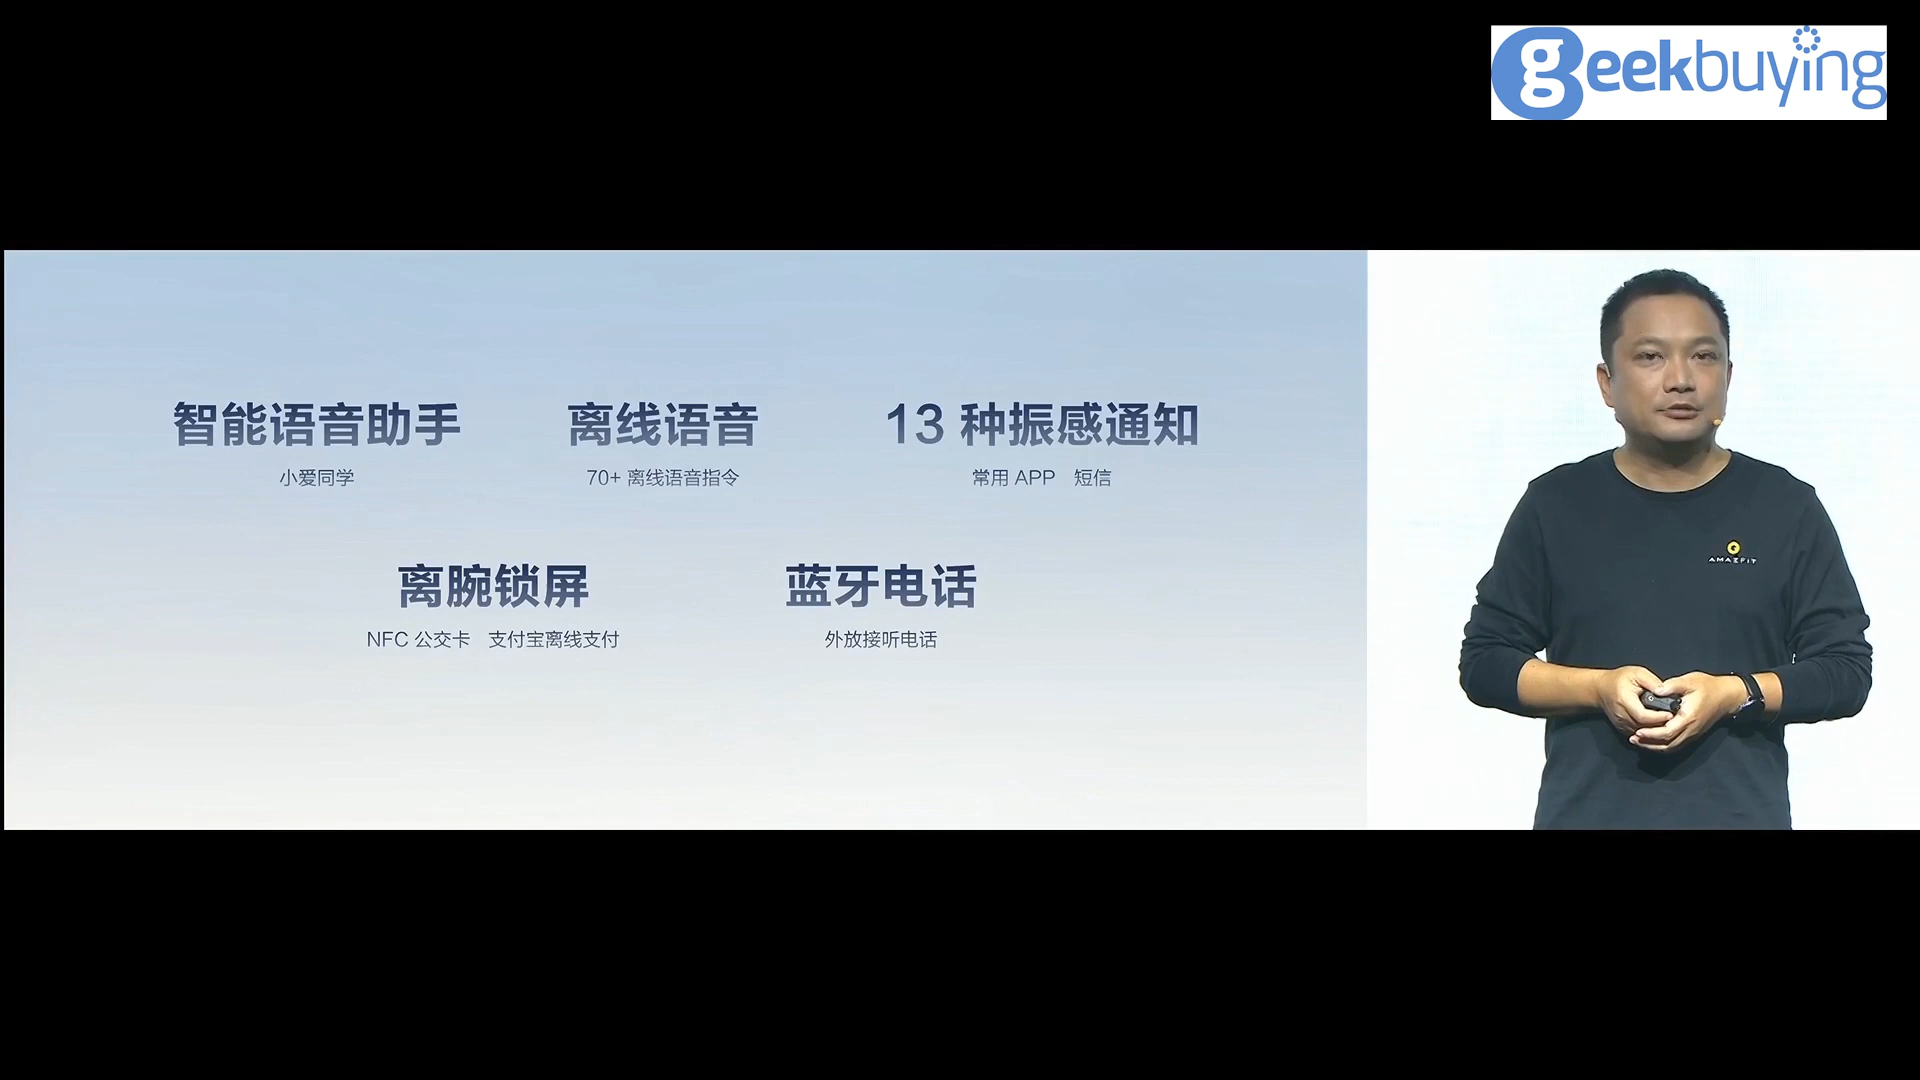 geekbuying
智能语音助手
小爱同学
离线语音
70+ 离线语音指令
13 种振感通知
常用 APP 短信
离腕锁屏
NFC 公交卡 支付宝离线支付
蓝牙电话
外放接听电话
AMAZFIT